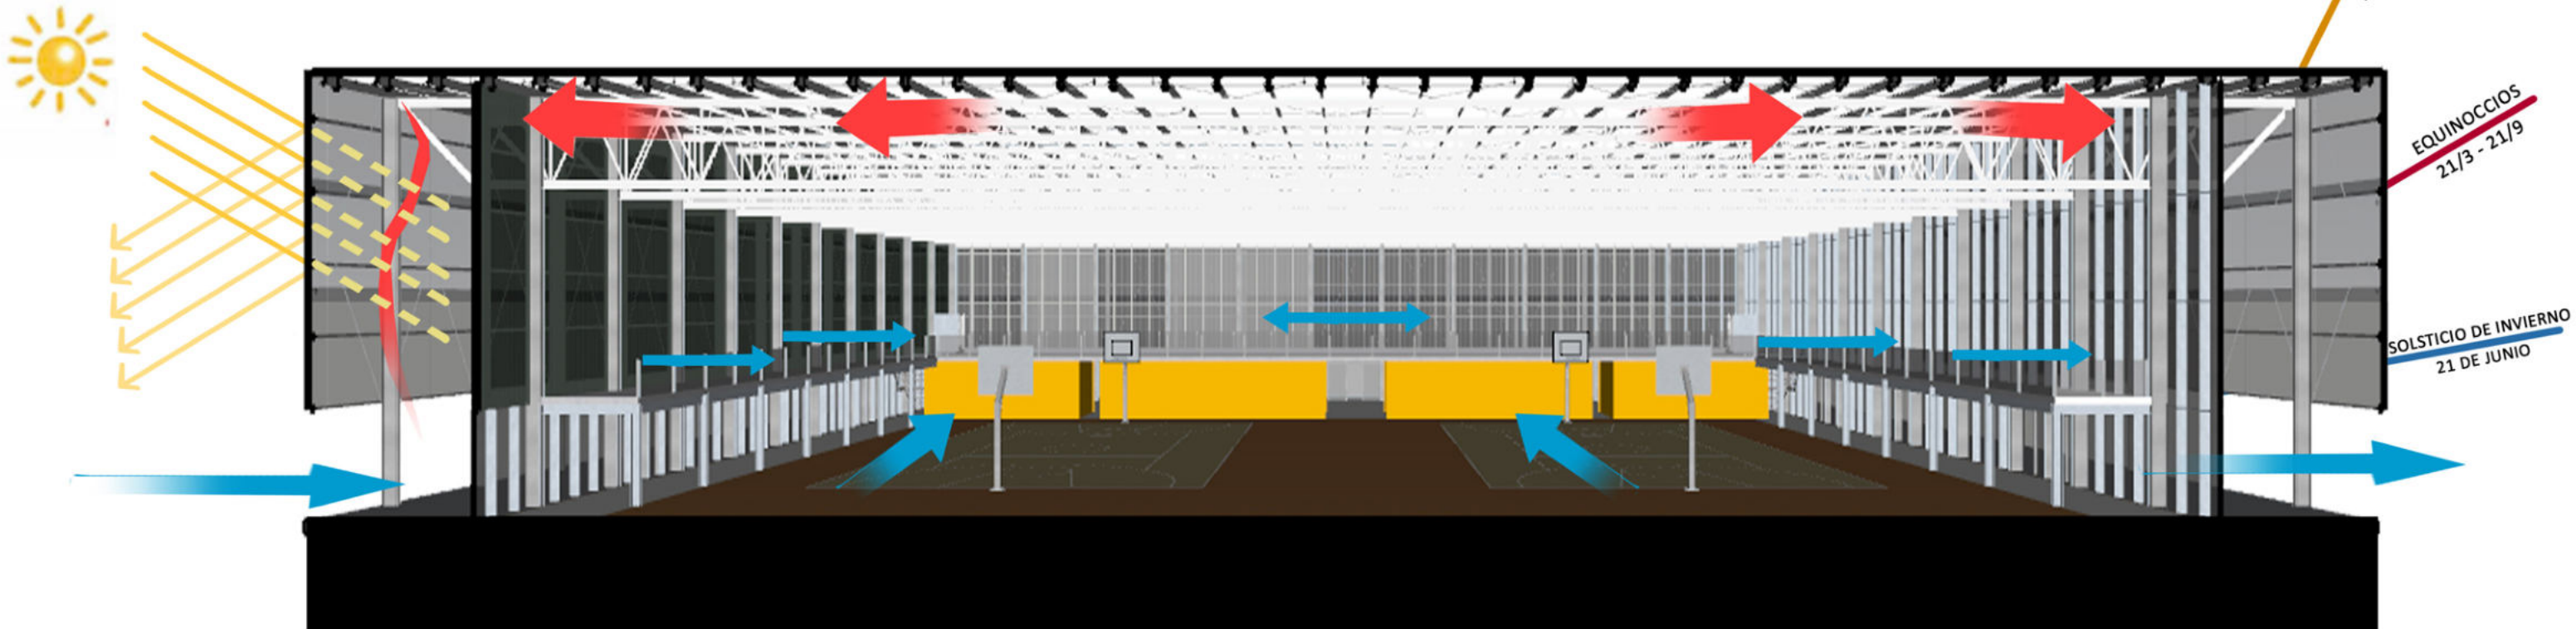 EQUINOCCIOS
21/3 - 21/9
SOLSTICIO DE INVIERNO
21 DE JUNIO